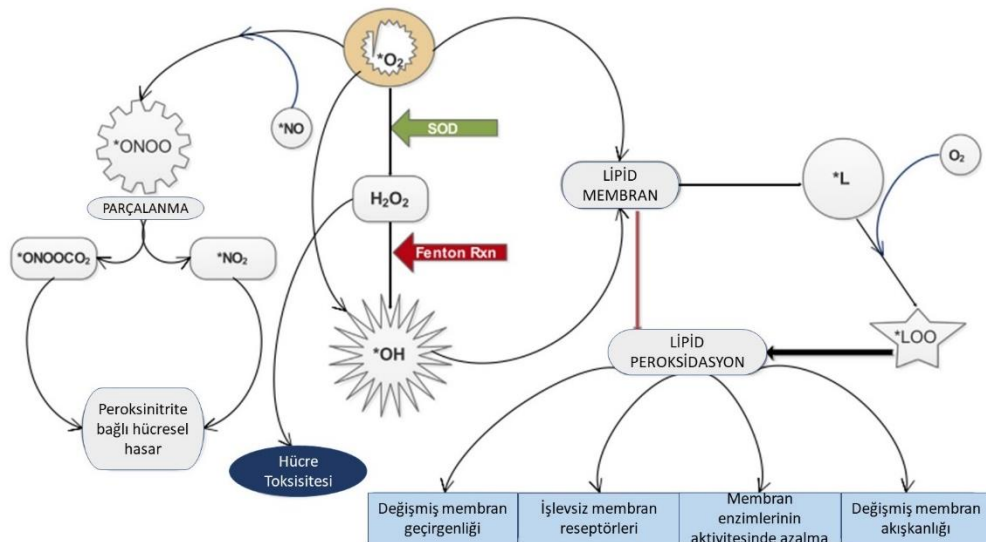 *O₂
*NO
*ONOO
SOD
PARÇALANMA
H₂O₂
LİPİD
MEMBRAN
*L
O₂
*ONOOCO₂
*NO₂
Fenton Rxn
*OH
LİPİD
PEROKSİDASYON
*LOO
Peroksinitrite
bağlı hücresel
hasar
Hücre
Toksisitesi
Değişmiş membran
geçirgenliği
İşlevsiz membran
reseptörleri
Membran
enzimlerinin
aktivitesinde azalma
Değişmiş membran
akışkanlığı